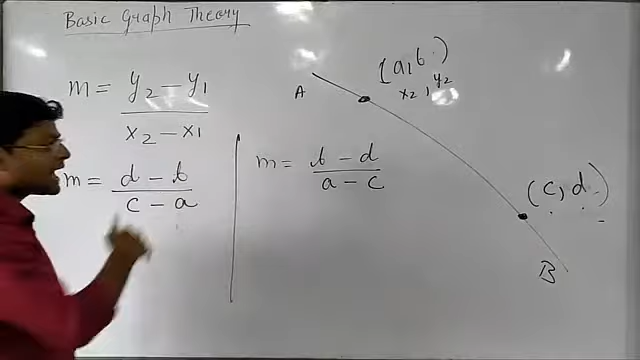 Basic Graph Theory
m = y₂ - y₁ / x₂ - x₁
m = d - b / c - a
m = b - d / a - c
A
(a, b)
x₂, y₂
(c, d)
B